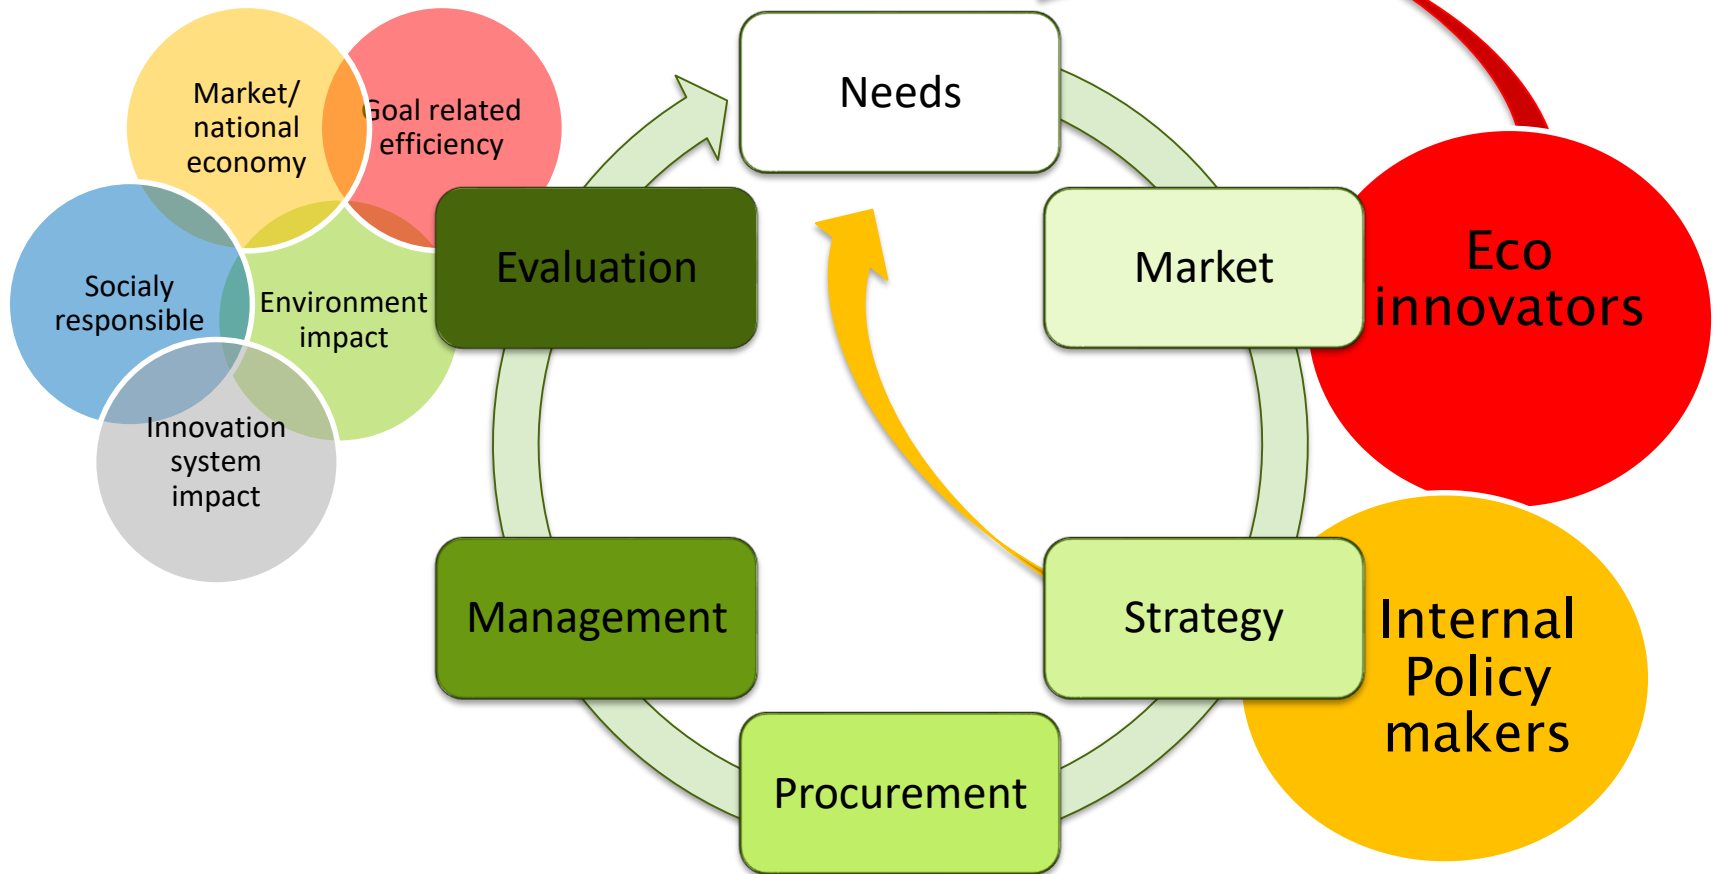 Market/
national
economy
Goal related
efficiency
Socialy
responsible
Environment
impact
Innovation
system
impact
Needs
Market
Strategy
Procurement
Management
Evaluation
Eco
innovators
Internal
Policy
makers